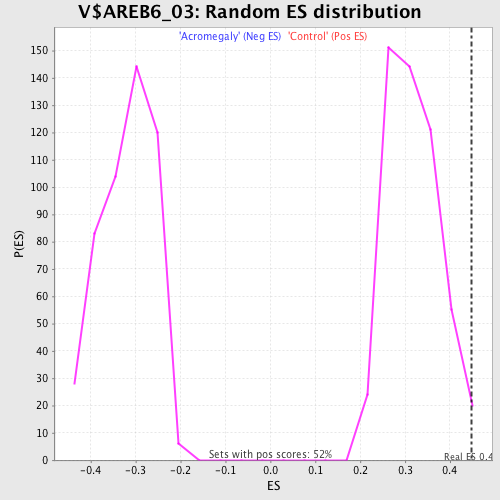 V$AREB6_03: Random ES distribution
'Acromegaly' (Neg ES) 'Control' (Pos ES)
P(ES)
150
140
130
120
110
100
90
80
70
60
50
40
30
20
10
0
Sets with pos scores: 52%
Real ES 0.4
-0.4 -0.3 -0.2 -0.1 0.0 0.1 0.2 0.3 0.4
ES